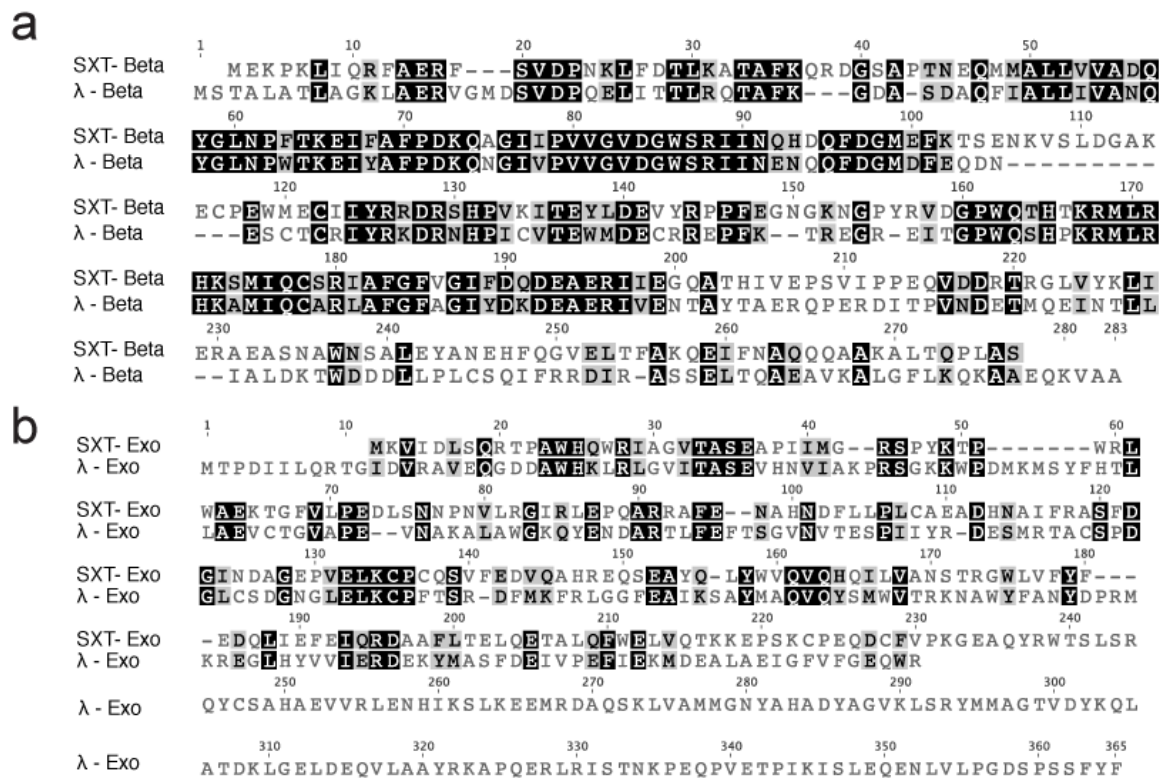 a
1 10 20 30 40 50
SXT- Beta MEKPKLIQRFAERF---SVDPNKLFDTLKATAFKQRDGSAPTNEQMMALLVVADQ
λ - Beta MSTALATLAGKLAERVGMDSVDPQELITTLRQTAFK---GDA-SDAQFIALLIVANQ
60 70 80 90 100 110
SXT- Beta YGLNPFTKEIFAFPDKQAGIIPVVGVDGWSRIINQHDQFDGMEFKTSENKVSLDGAK
λ - Beta YGLNPWTKEIYAFPDKQNGIVPVVGVDGWSRIINENQQFDGMDFEQDN---------
120 130 140 150 160 170
SXT- Beta ECPEWMECIIYRRDRSHPVKITEYLDEVYRPPFEGNGKNGPYRVDGPWQTHTKRMLR
λ - Beta ---ESCTCRIYRKDRNHPICVTEWMDECRREPFK--TREGR-EITGPWQSHPKRMLR
180 190 200 210 220
SXT- Beta HKSMIQCSRIAFGFVGIFDQDEAERIIEGQATHIVEPSVIPPEQVDDRTRGLVYKLI
λ - Beta HKAMIQCARLAFGFAGIYDKDEAERIVENTAYTAERQPERDITPVNDETMQEINTLL
230 240 250 260 270 280 283
SXT- Beta ERAEASNAWNSALEYANEHFQGVELTFAKQEIFNAQQQAAKALTQPLAS
λ - Beta --IALDKTWDDDLLPLCSQIFRRDIR-ASSELTQAEAVKALGFLKQKAAEQKVAA
b
1 10 20 30 40 50 62
SXT- Exo MKVIDLSQRTPAWHQWRIAGVTASEAPIIMG--RSPYKTP-------WRL
λ - Exo MTPDIILQRTGIDVRAVEQGDDAWHKLRLGVITASEVHNVIAKPRSGKKWPDMKMSYFHTL
70 80 90 100 110 120
SXT- Exo WAEKTGFVLPEDLSNNPNVLRGIRLEPQARRAFE--NAHNDFLLPLCAEADHNAIFRASFD
λ - Exo LAEVCTGVAPE--VNAKALAWGKQYENDARTLFEFTSGVNVTESPIIYR-DESMRTACSPD
130 140 150 160 170 180
SXT- Exo GINDAGEPVELKCPCQSVFEDVQAHREQSEAYQ-LYWVQVQHQILVANSTRGWLVFYF---
λ - Exo GLCSDGNGLELKCPFTSR-DFMKFRLGGFEAIKSAYMAQVQYSMWVTRKNAWYFANYDPRM
190 200 210 220 230 240
SXT- Exo -EDQLIEFEIQRDAAFLTELQETALQFWELVQTKKEPSKCPEQDCFVPKGEAQYRWTSLSR
λ - Exo KREGLHYVVIERDEKYMASFDEIVPEFIEKMDEALAEIGFVFGEQWR
250 260 270 280 290 300
λ - Exo QYCSAHAEVVRLENHIKSLKEEMRDAQSKLVAMMGNYAHADYAGVKLSRYMMAGTVDYKQL
310 320 330 340 350 360 365
λ - Exo ATDKLGELDEQVLAAYRKAPQERLRISTNKPEQPVETPIKISLEQENLVLPGDSPSSFYF